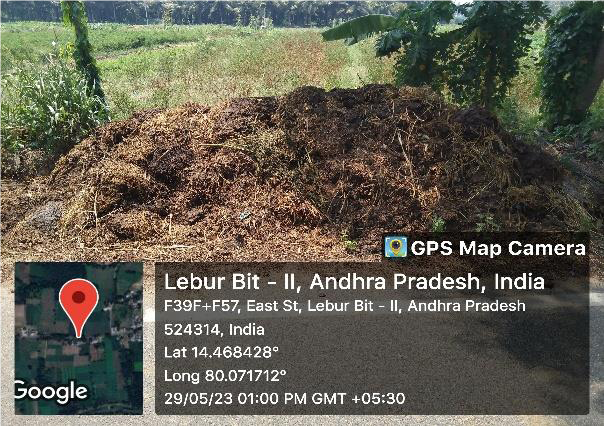 GPS Map Camera
Lebur Bit - II, Andhra Pradesh, India
F39F+F57, East St, Lebur Bit - II, Andhra Pradesh
524314, India
Lat 14.468428°
Long 80.071712°
29/05/23 01:00 PM GMT +05:30
Google